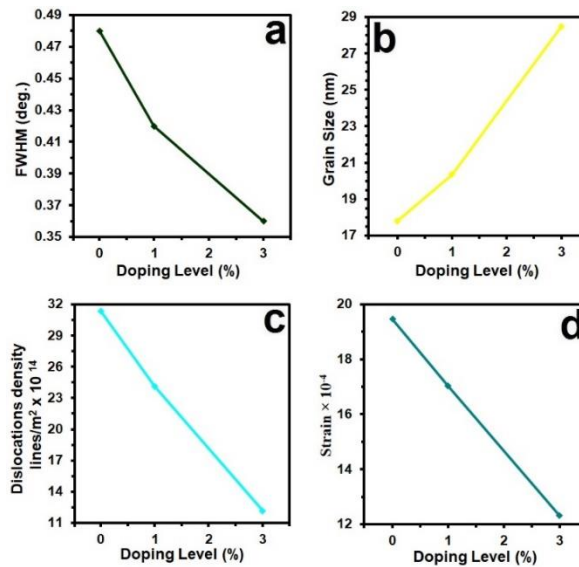 a
FWHM (deg.)
0.49
0.47
0.45
0.43
0.41
0.39
0.37
0.35
0 1 2 3
Doping Level (%)
b
Grain Size (nm)
29
27
25
23
21
19
17
0 1 2 3
Doping Level (%)
c
Dislocations density
lines/m² x 10 ¹⁴
32
29
26
23
20
17
14
11
0 1 2 3
Doping Level (%)
d
Strain × 10⁻⁴
20
18
16
14
12
0 1 2 3
Doping Level (%)